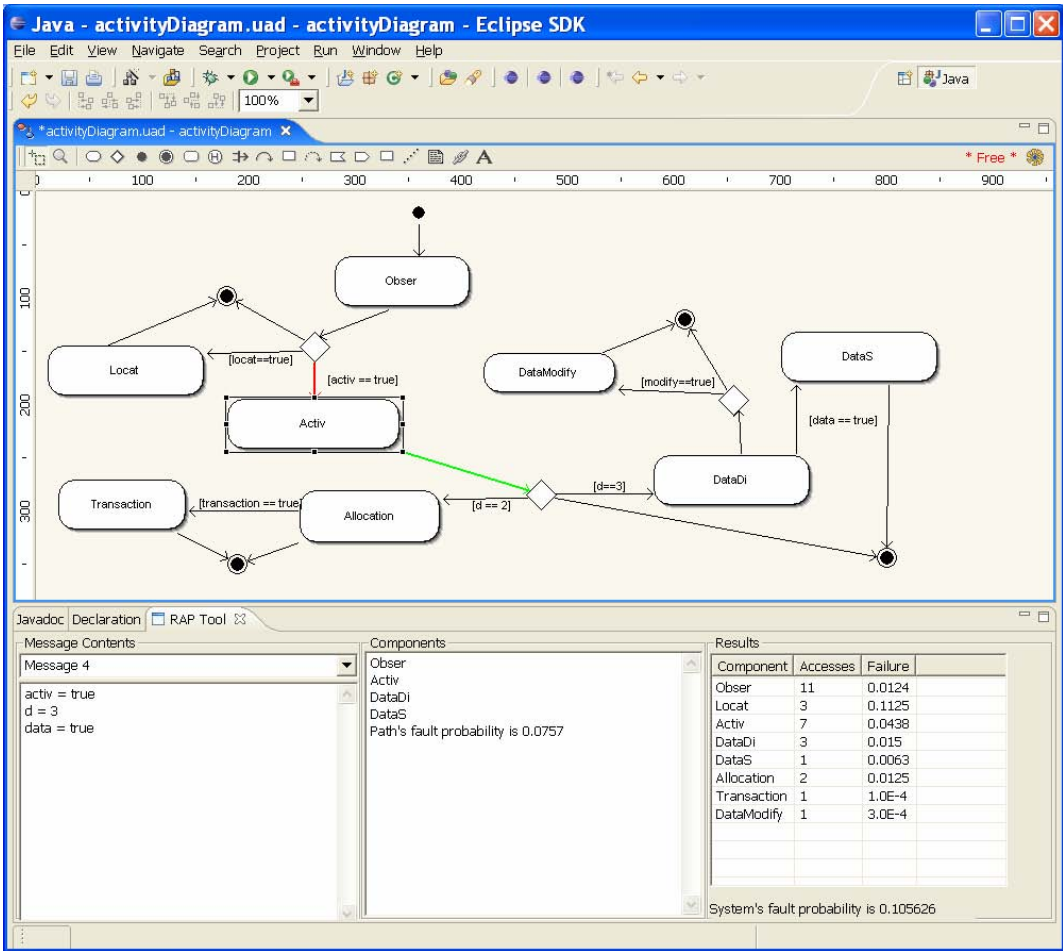 Java - activityDiagram.uad - activityDiagram - Eclipse SDK
File Edit View Navigate Search Project Run Window Help
Java
100%
*activityDiagram.uad - activityDiagram
H A * Free *
0 100 200 300 400 500 600 700 800 900
0
100
200
300
Obser
Locat
[locat==true]
[activ == true]
Activ
DataModify
[modify==true]
DataS
[data == true]
DataDi
[d==3]
[d == 2]
Transaction
[transaction == true]
Allocation
Javadoc Declaration RAP Tool
Message Contents
Message 4
activ = true
d = 3
data = true
Components
Obser
Activ
DataDi
DataS
Path's fault probability is 0.0757
Results
Component Accesses Failure
Obser 11 0.0124
Locat 3 0.1125
Activ 7 0.0438
DataDi 3 0.015
DataS 1 0.0063
Allocation 2 0.0125
Transaction 1 1.0E-4
DataModify 1 3.0E-4
System's fault probability is 0.105626